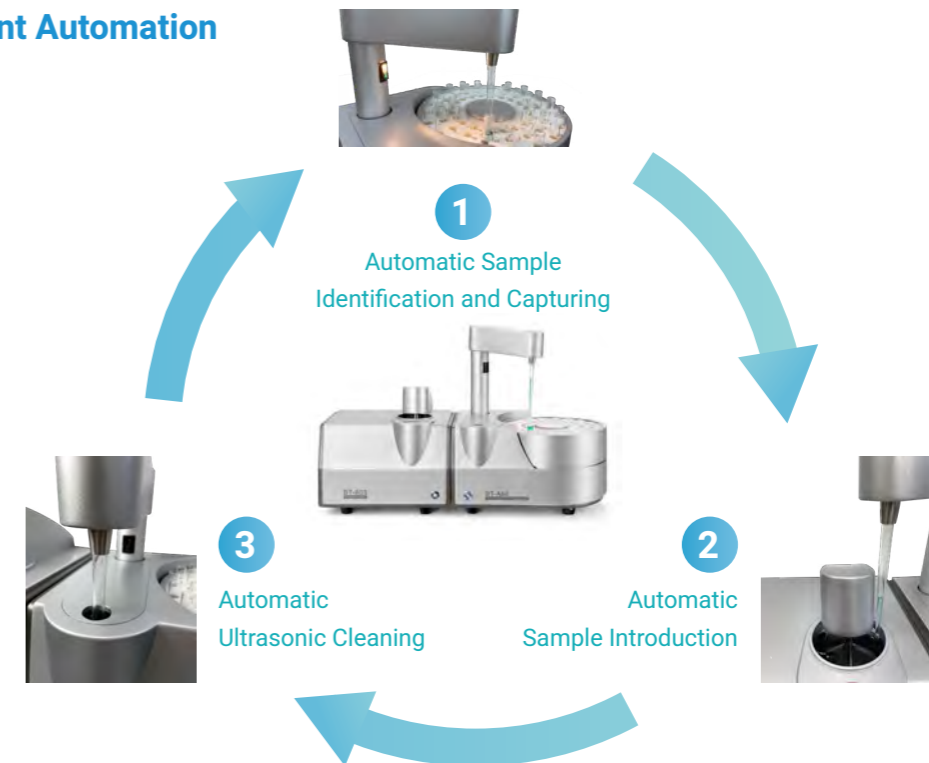 nt Automation
1
Automatic Sample
Identification and Capturing
3
Automatic
Ultrasonic Cleaning
2
Automatic
Sample Introduction